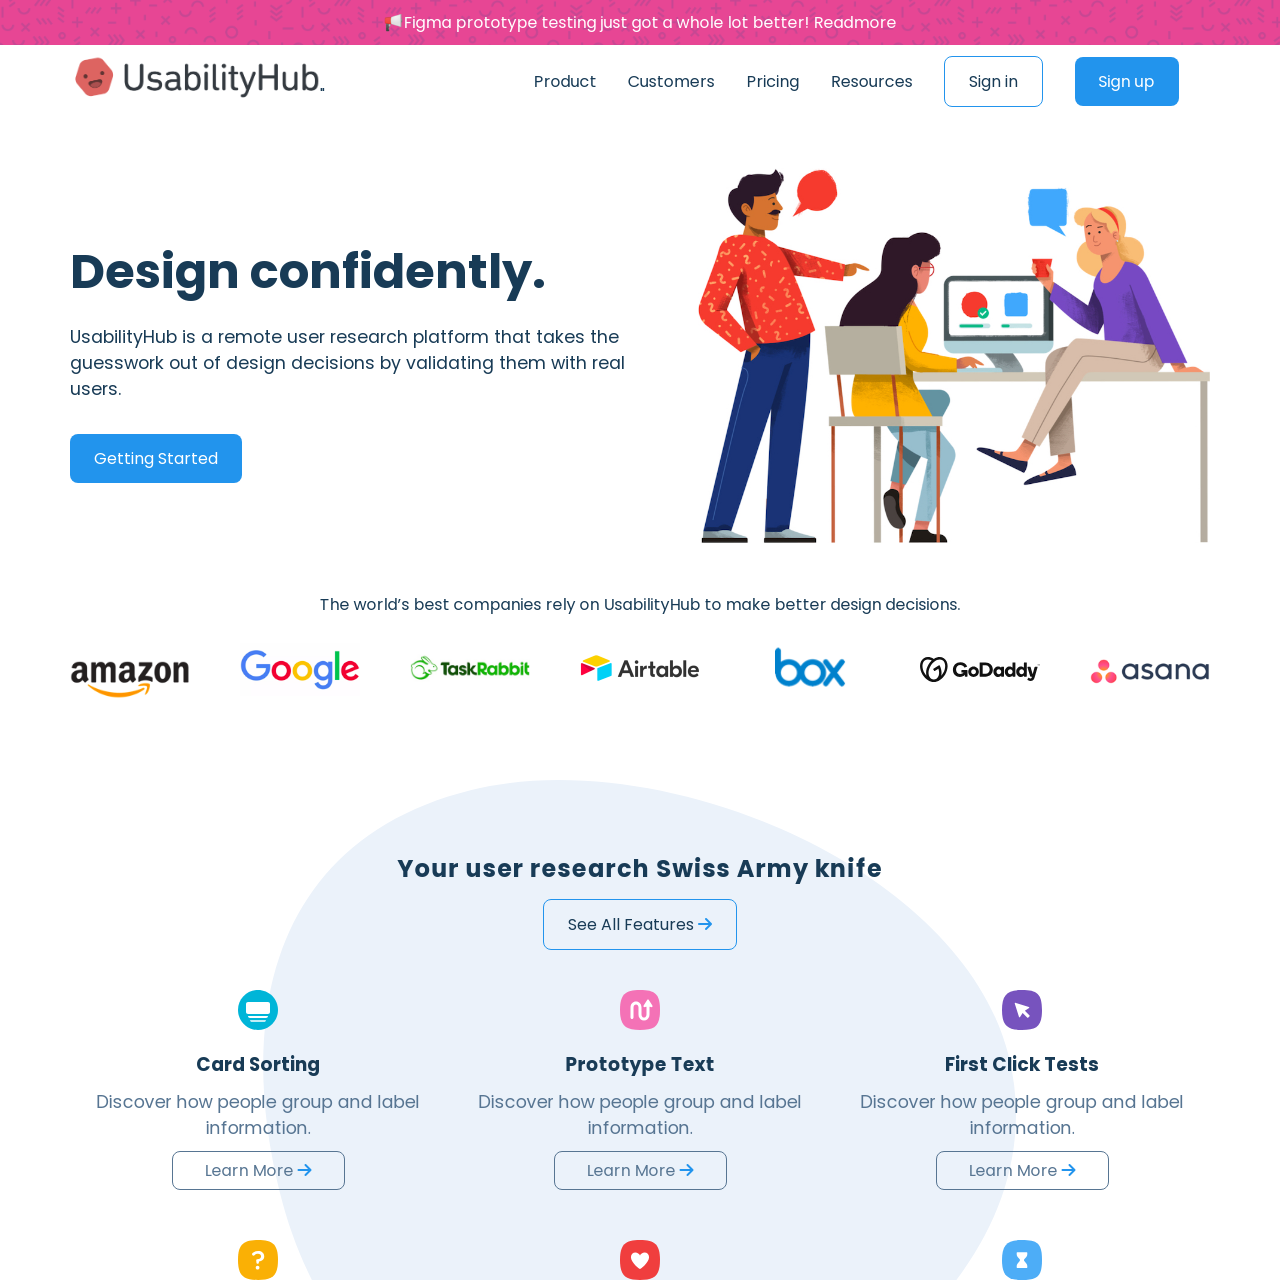 Figma prototype testing just got a whole lot better! Readmore
UsabilityHub
Product Customers Pricing Resources Sign in Sign up
Design confidently.
UsabilityHub is a remote user research platform that takes the
guesswork out of design decisions by validating them with real
users.
Getting Started
The world’s best companies rely on UsabilityHub to make better design decisions.
amazon Google TaskRabbit Airtable box GoDaddy asana
Your user research Swiss Army knife
See All Features →
Card Sorting Prototype Text First Click Tests
Discover how people group and label Discover how people group and label Discover how people group and label
information. information. information.
Learn More → Learn More → Learn More →
?